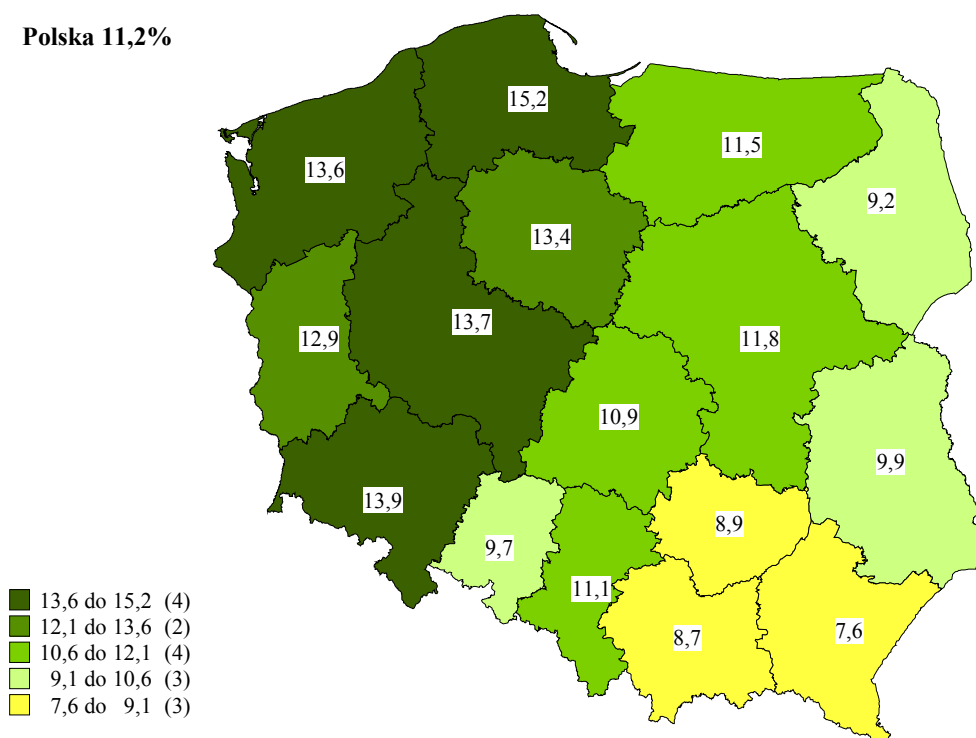 Polska 11,2%
15,2
11,5
13,6
9,2
13,4
13,7
12,9
11,8
10,9
9,9
13,9
8,9
9,7
11,1
8,7
7,6
13,6 do 15,2 (4)
12,1 do 13,6 (2)
10,6 do 12,1 (4)
9,1 do 10,6 (3)
7,6 do 9,1 (3)